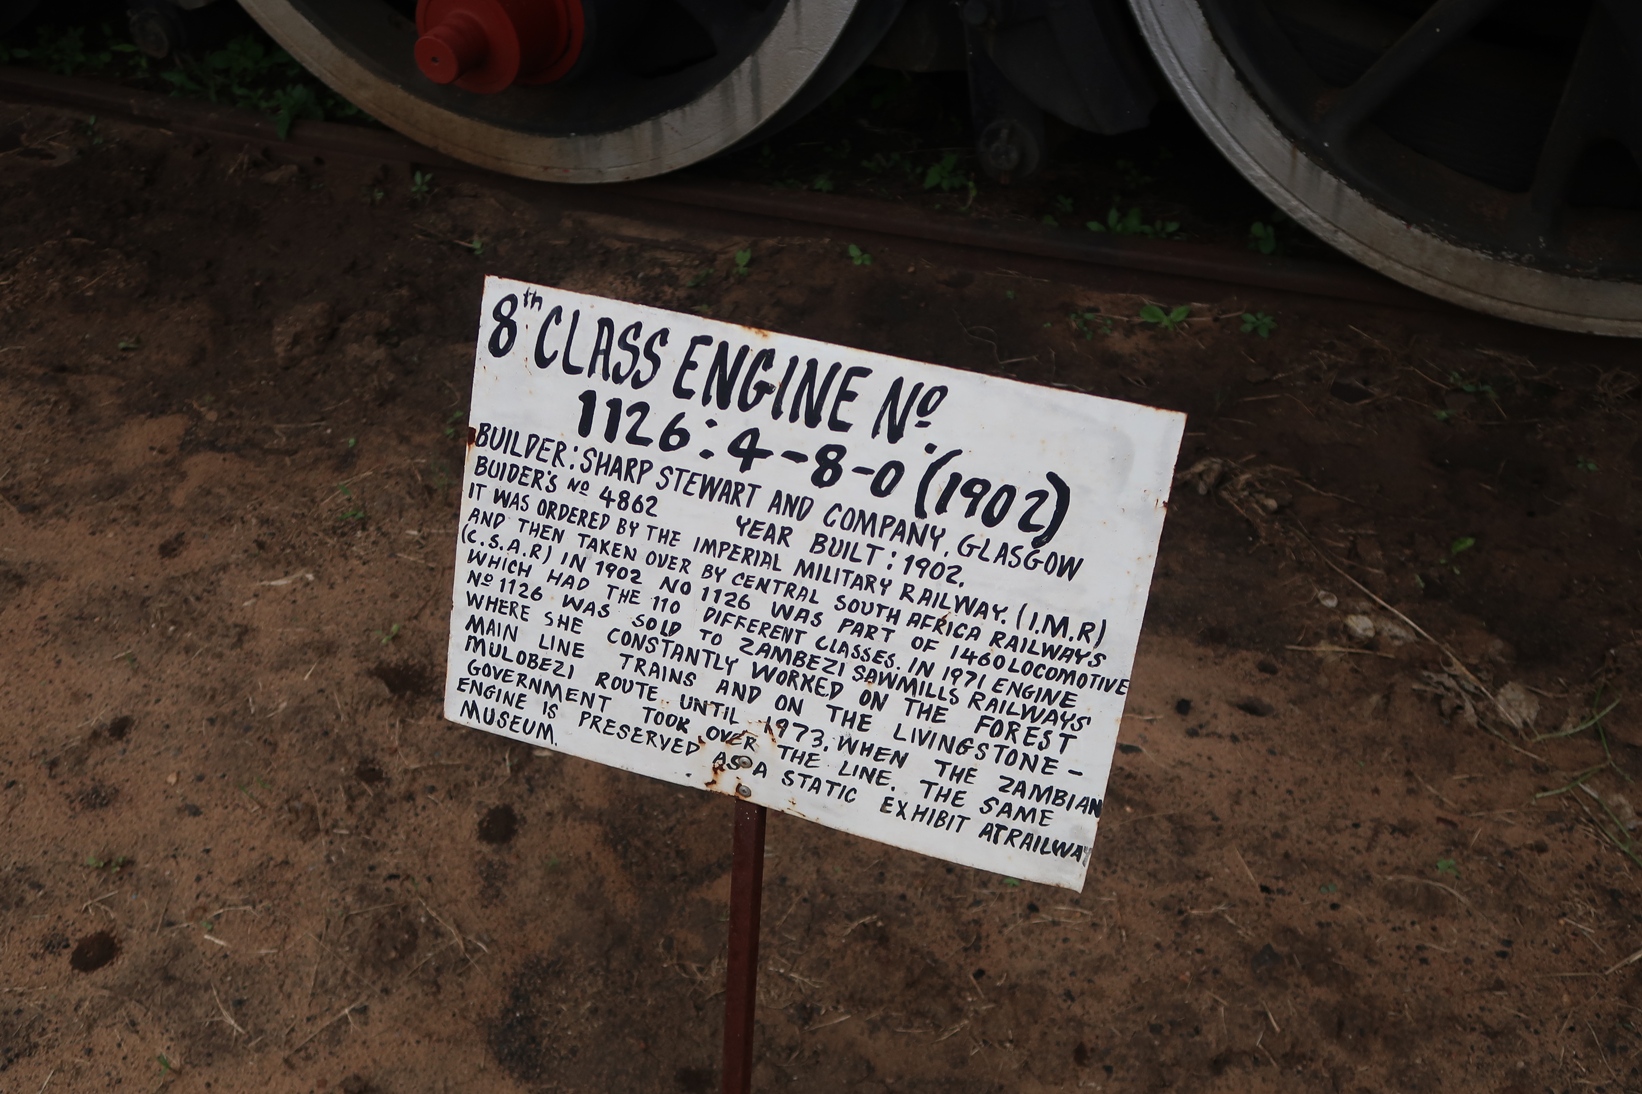 8th CLASS ENGINE Nº.
1126: 4-8-0 (1902)
BUILDER: SHARP STEWART AND COMPANY, GLASGOW
BUIDER'S Nº 4862 YEAR BUILT: 1902.
IT WAS ORDERED BY THE IMPERIAL MILITARY RAILWAY. (I.M.R)
AND THEN TAKEN OVER BY CENTRAL SOUTH AFRICA RAILWAYS
(C.S.A.R) IN 1902 NO 1126 WAS PART OF 1460 LOCOMOTIVE
WHICH HAD THE 110 DIFFERENT CLASSES. IN 1971 ENGINE
Nº 1126 WAS SOLD TO ZAMBEZI SAWMILLS RAILWAYS'
WHERE SHE CONSTANTLY WORKED ON THE FOREST
MAIN LINE TRAINS AND ON THE LIVINGSTONE-
MULOBEZI ROUTE UNTIL 1973, WHEN THE ZAMBIAN
GOVERNMENT TOOK OVER THE LINE. THE SAME
ENGINE IS PRESERVED AS A STATIC EXHIBIT AT RAILWAY
MUSEUM.